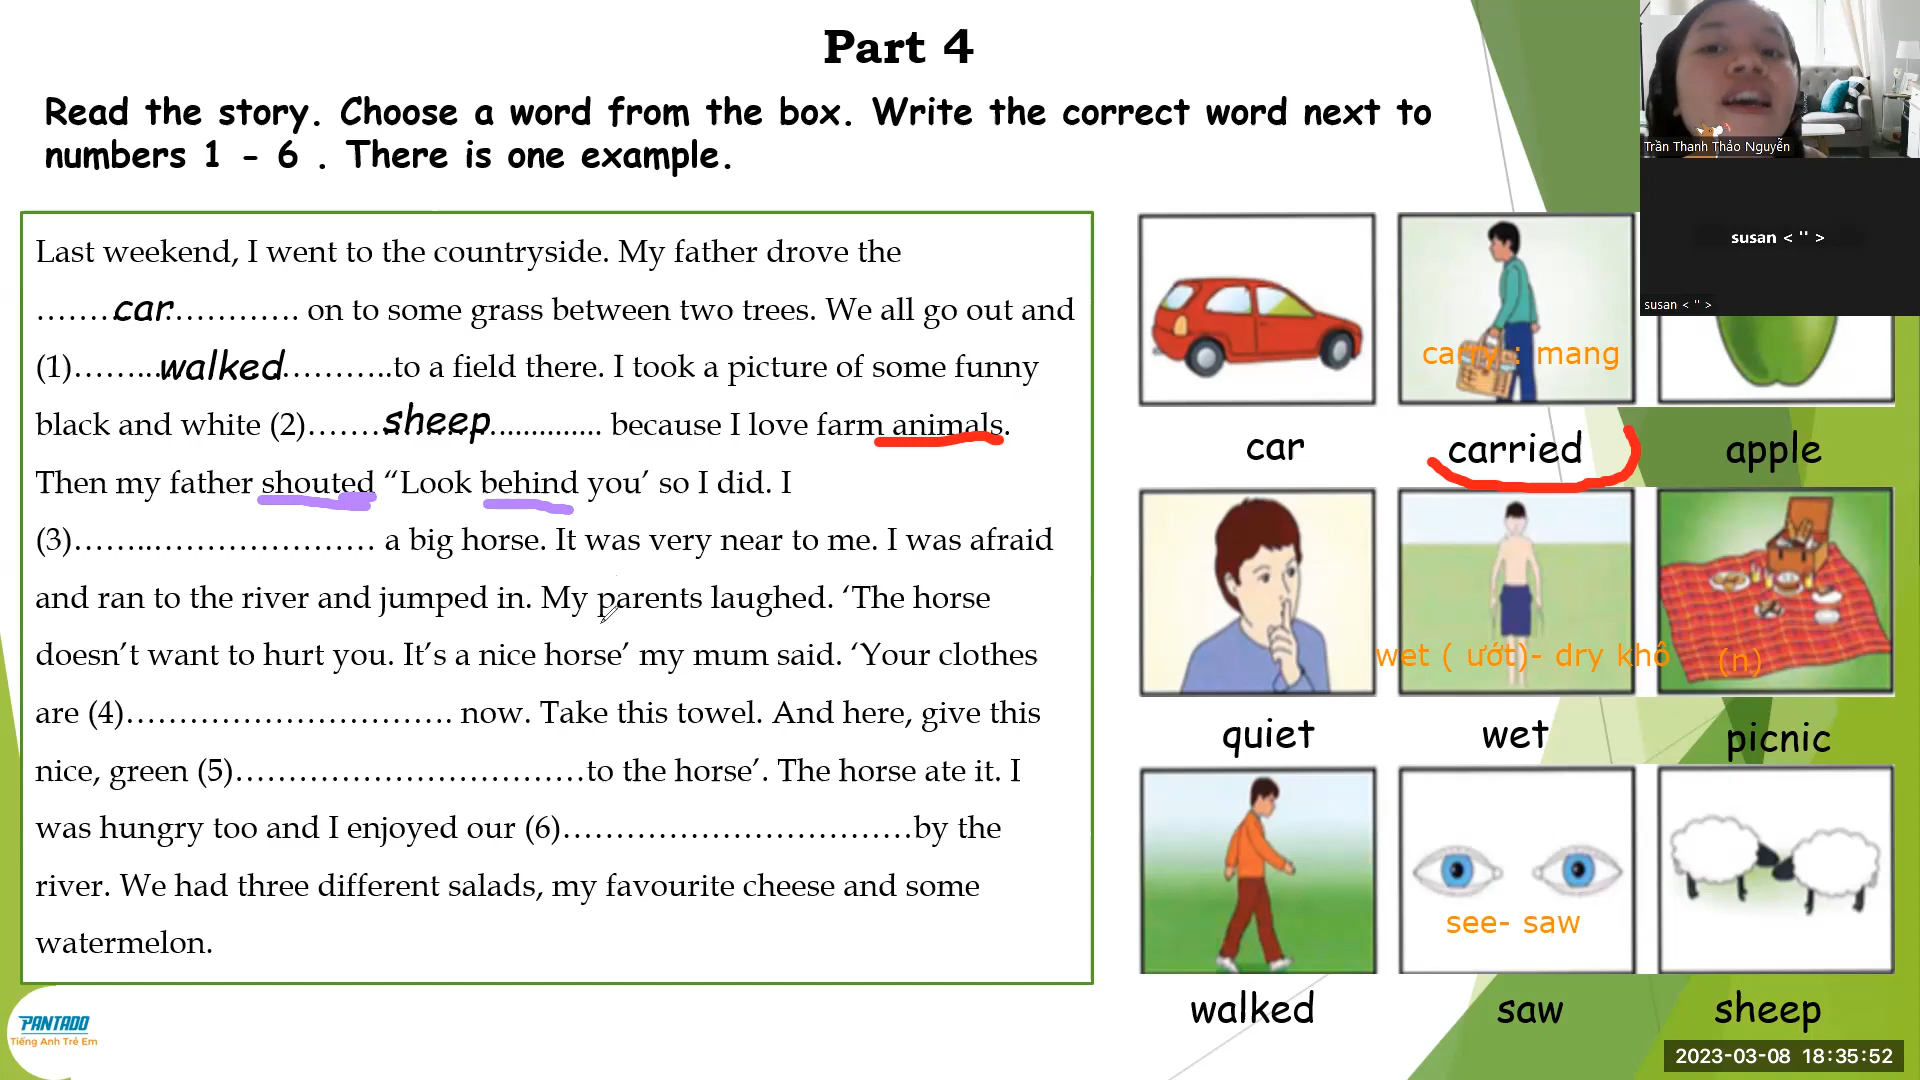 Part 4
Read the story. Choose a word from the box. Write the correct word next to
numbers 1 - 6 . There is one example.
Last weekend, I went to the countryside. My father drove the
………car…………. on to some grass between two trees. We all go out and
(1)……..walked………..to a field there. I took a picture of some funny
black and white (2)…….sheep............. because I love farm animals.
Then my father shouted “Look behind you’ so I did. I
(3)……..………………… a big horse. It was very near to me. I was afraid
and ran to the river and jumped in. My parents laughed. ‘The horse
doesn’t want to hurt you. It’s a nice horse’ my mum said. ‘Your clothes
are (4)…………………………. now. Take this towel. And here, give this
nice, green (5)……………………………to the horse’. The horse ate it. I
was hungry too and I enjoyed our (6)……………………………by the
river. We had three different salads, my favourite cheese and some
watermelon.
carry : mang
car
carried
apple
wet ( ướt)- dry khô
(n)
quiet
wet
picnic
see- saw
walked
saw
sheep
Trần Thanh Thảo Nguyễn
susan < '' >
susan < '' >
PANTADO
Tiếng Anh Trẻ Em
2023-03-08 18:35:52